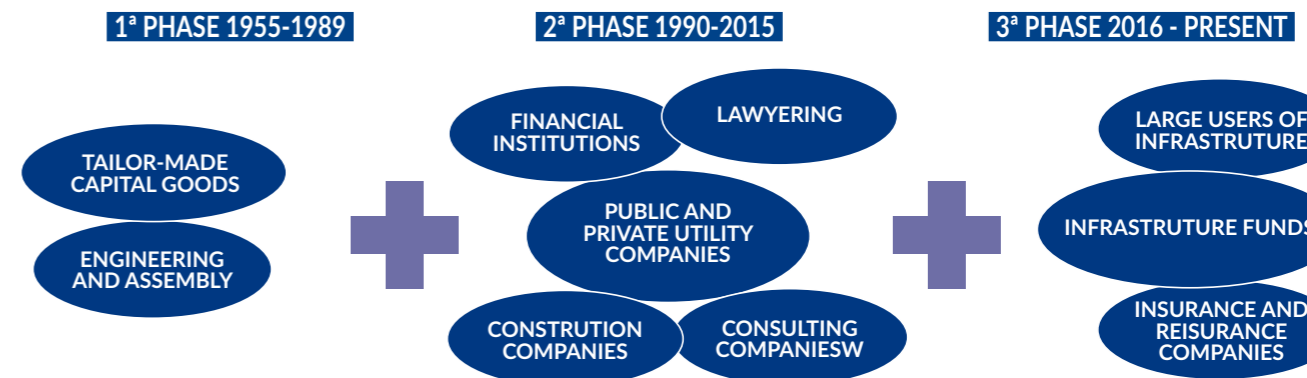 1ª PHASE 1955-1989
TAILOR-MADE
CAPITAL GOODS
ENGINEERING
AND ASSEMBLY
2ª PHASE 1990-2015
FINANCIAL
INSTITUTIONS
LAWYERING
PUBLIC AND
PRIVATE UTILITY
COMPANIES
CONSTRUTION
COMPANIES
CONSULTING
COMPANIESW
3ª PHASE 2016 - PRESENT
LARGE USERS OF
INFRASTRUTURE
INFRASTRUTURE FUNDS
INSURANCE AND
REISURANCE
COMPANIES